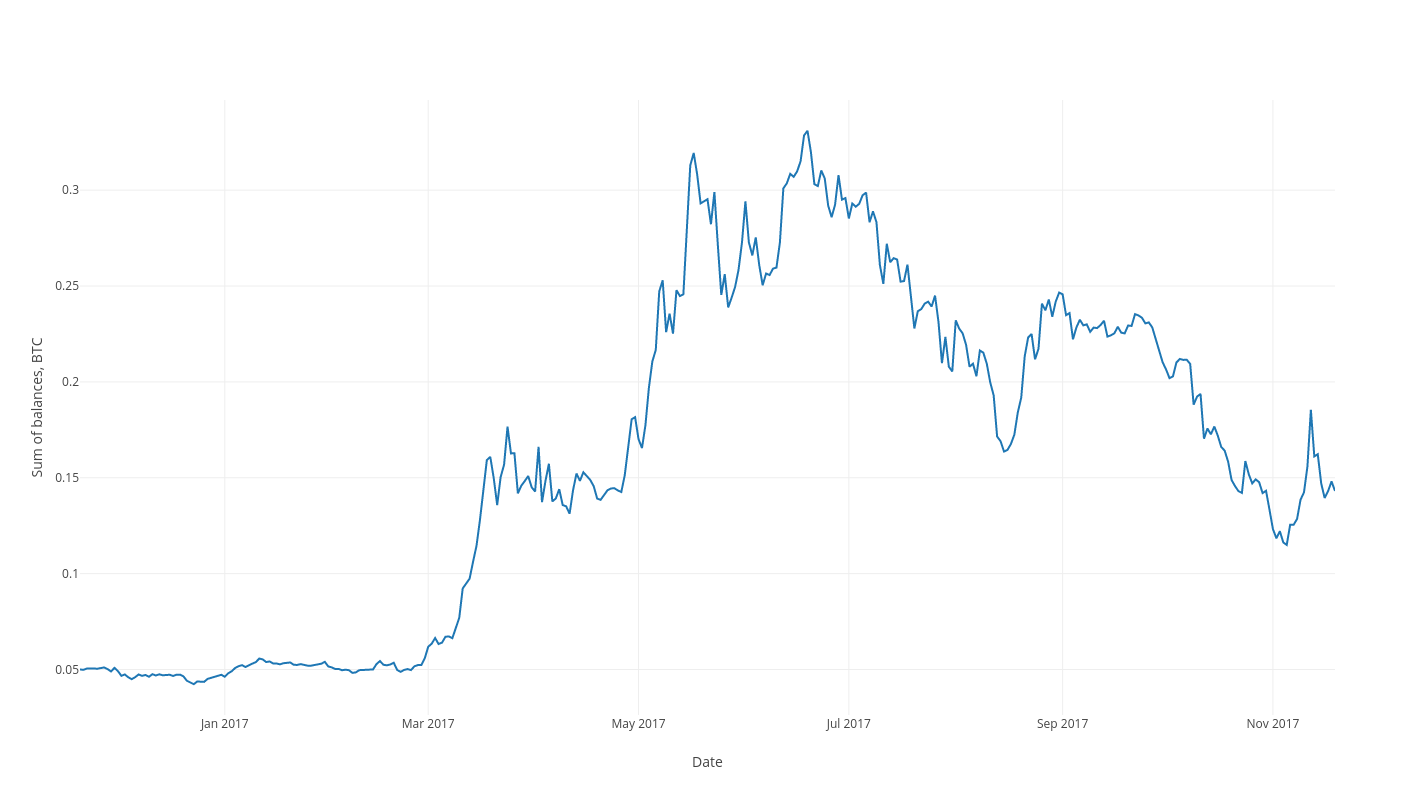 Sum of balances, BTC
0.3
0.25
0.2
0.15
0.1
0.05
Jan 2017
Mar 2017
May 2017
Jul 2017
Sep 2017
Nov 2017
Date